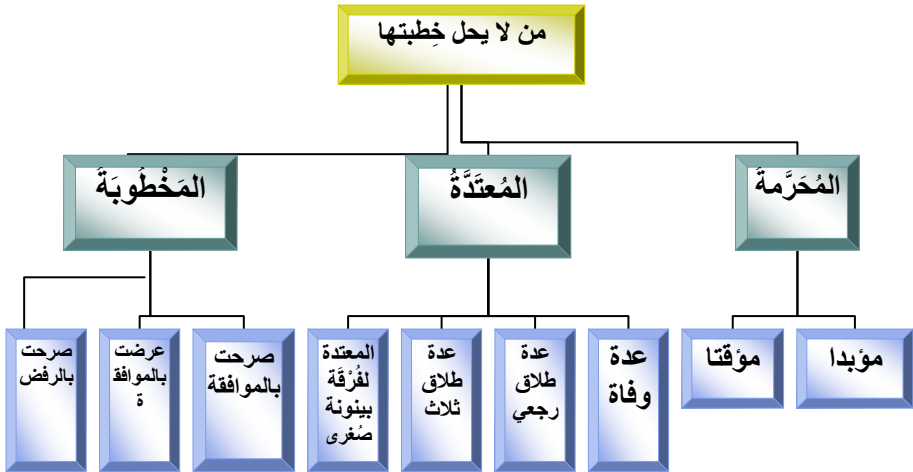 من لا يحل خِطبتها
المُحَرَّمةَ
المُعتَدَّةُ
المَخْطُوبَةَ
مؤبدا
مؤقتا
عدة
وفاة
عدة
طلاق
رجعي
عدة
طلاق
ثلاث
المعتدة
لفُرْقَة
بينونة
صُغرى
صرحت
بالموافقة
عرضت
بالموافق
ة
صرحت
بالرفض